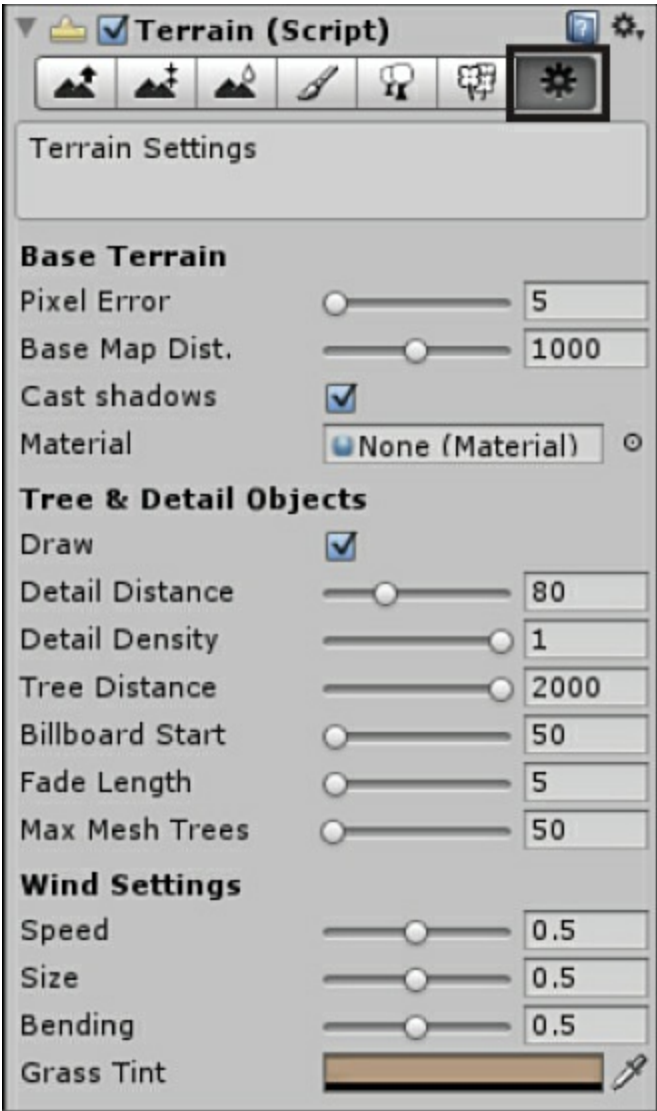 Terrain (Script)
Terrain Settings
Base Terrain
Pixel Error 5
Base Map Dist. 1000
Cast shadows
Material None (Material)
Tree & Detail Objects
Draw
Detail Distance 80
Detail Density 1
Tree Distance 2000
Billboard Start 50
Fade Length 5
Max Mesh Trees 50
Wind Settings
Speed 0.5
Size 0.5
Bending 0.5
Grass Tint